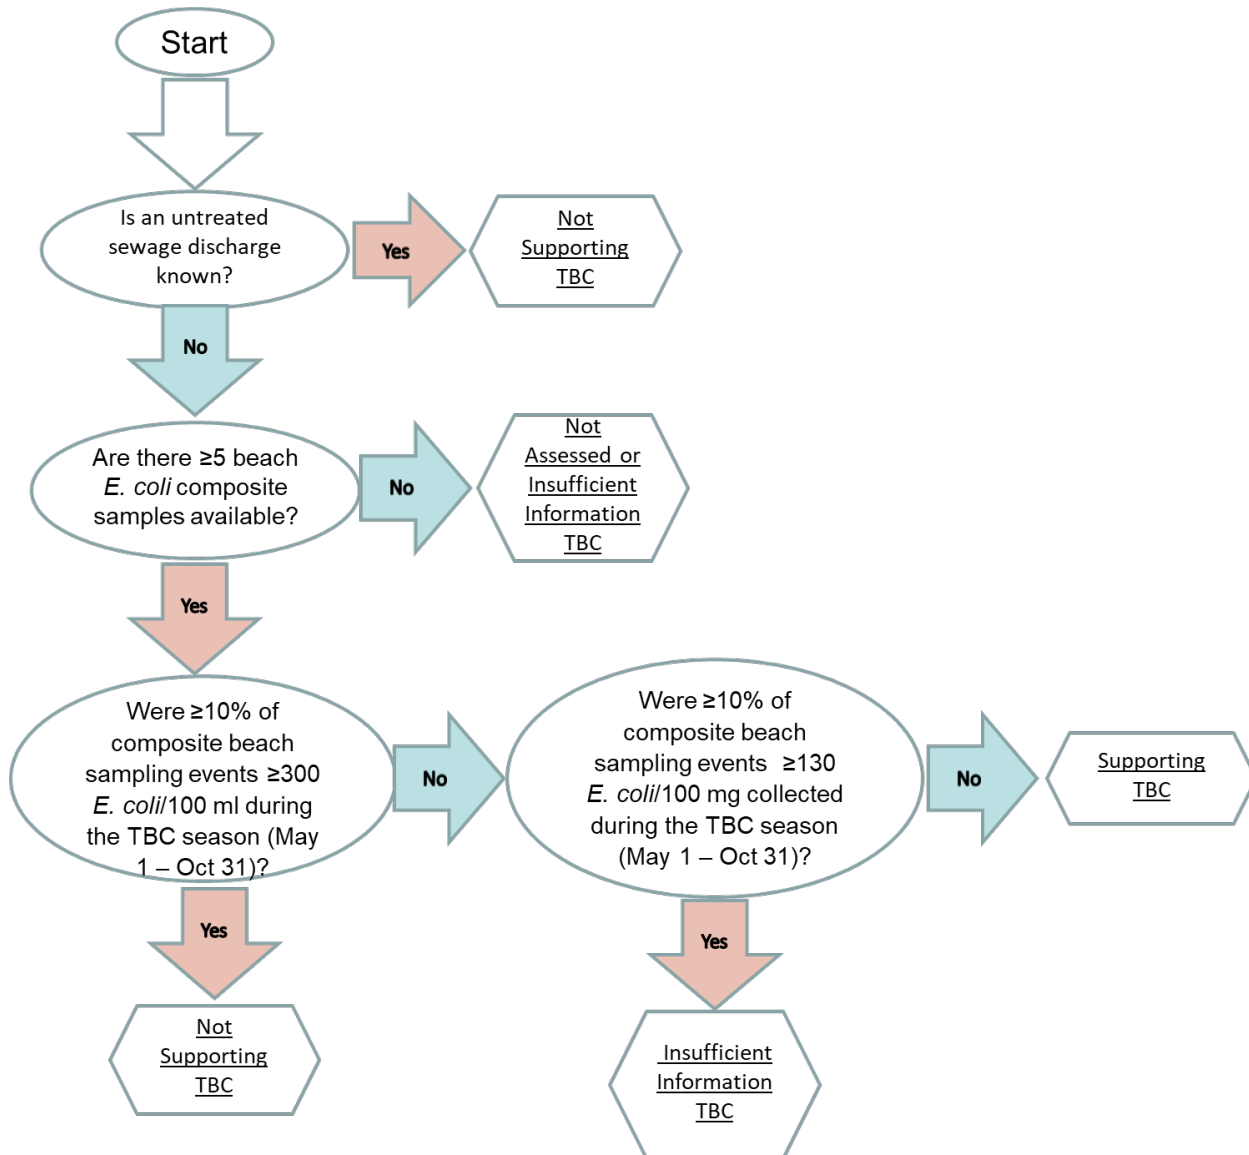 Start
Is an untreated
sewage discharge
known?
Yes
Not
Supporting
TBC
No
Are there ≥5 beach
E. coli composite
samples available?
No
Not
Assessed or
Insufficient
Information
TBC
Yes
Were ≥10% of
composite beach
sampling events ≥300
E. coli/100 ml during
the TBC season (May
1 – Oct 31)?
No
Were ≥10% of
composite beach
sampling events ≥130
E. coli/100 mg collected
during the TBC season
(May 1 – Oct 31)?
No
Supporting
TBC
Yes
Not
Supporting
TBC
Yes
Insufficient
Information
TBC